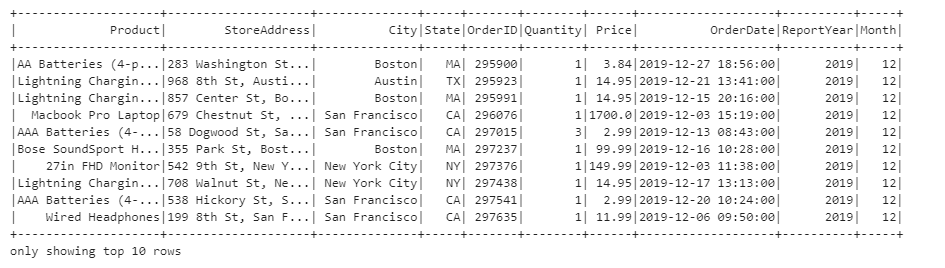 +--------------------+--------------------+-------------+-----+-------+--------+------+-------------------+----------+-----+
|             Product|        StoreAddress|         City|State|OrderID|Quantity| Price|          OrderDate|ReportYear|Month|
+--------------------+--------------------+-------------+-----+-------+--------+------+-------------------+----------+-----+
|AA Batteries (4-p...|283 Washington St...|       Boston|   MA| 295900|       1|  3.84|2019-12-27 18:56:00|      2019|   12|
|Lightning Chargin...|968 8th St, Austi...|       Austin|   TX| 295923|       1| 14.95|2019-12-21 13:41:00|      2019|   12|
|Lightning Chargin...|857 Center St, Bo...|       Boston|   MA| 295991|       1| 14.95|2019-12-15 20:16:00|      2019|   12|
|  Macbook Pro Laptop|679 Chestnut St, ...|San Francisco|   CA| 296076|       1|1700.0|2019-12-03 15:19:00|      2019|   12|
|AAA Batteries (4-...|58 Dogwood St, Sa...|San Francisco|   CA| 297015|       3|  2.99|2019-12-13 08:43:00|      2019|   12|
|Bose SoundSport H...|355 Park St, Bost...|       Boston|   MA| 297237|       1| 99.99|2019-12-16 10:28:00|      2019|   12|
|    27in FHD Monitor|542 9th St, New Y...|New York City|   NY| 297376|       1|149.99|2019-12-03 11:38:00|      2019|   12|
|Lightning Chargin...|708 Walnut St, Ne...|New York City|   NY| 297438|       1| 14.95|2019-12-17 13:13:00|      2019|   12|
|AAA Batteries (4-...|538 Hickory St, S...|San Francisco|   CA| 297541|       1|  2.99|2019-12-20 10:24:00|      2019|   12|
|    Wired Headphones|199 8th St, San F...|San Francisco|   CA| 297635|       1| 11.99|2019-12-06 09:50:00|      2019|   12|
+--------------------+--------------------+-------------+-----+-------+--------+------+-------------------+----------+-----+
only showing top 10 rows